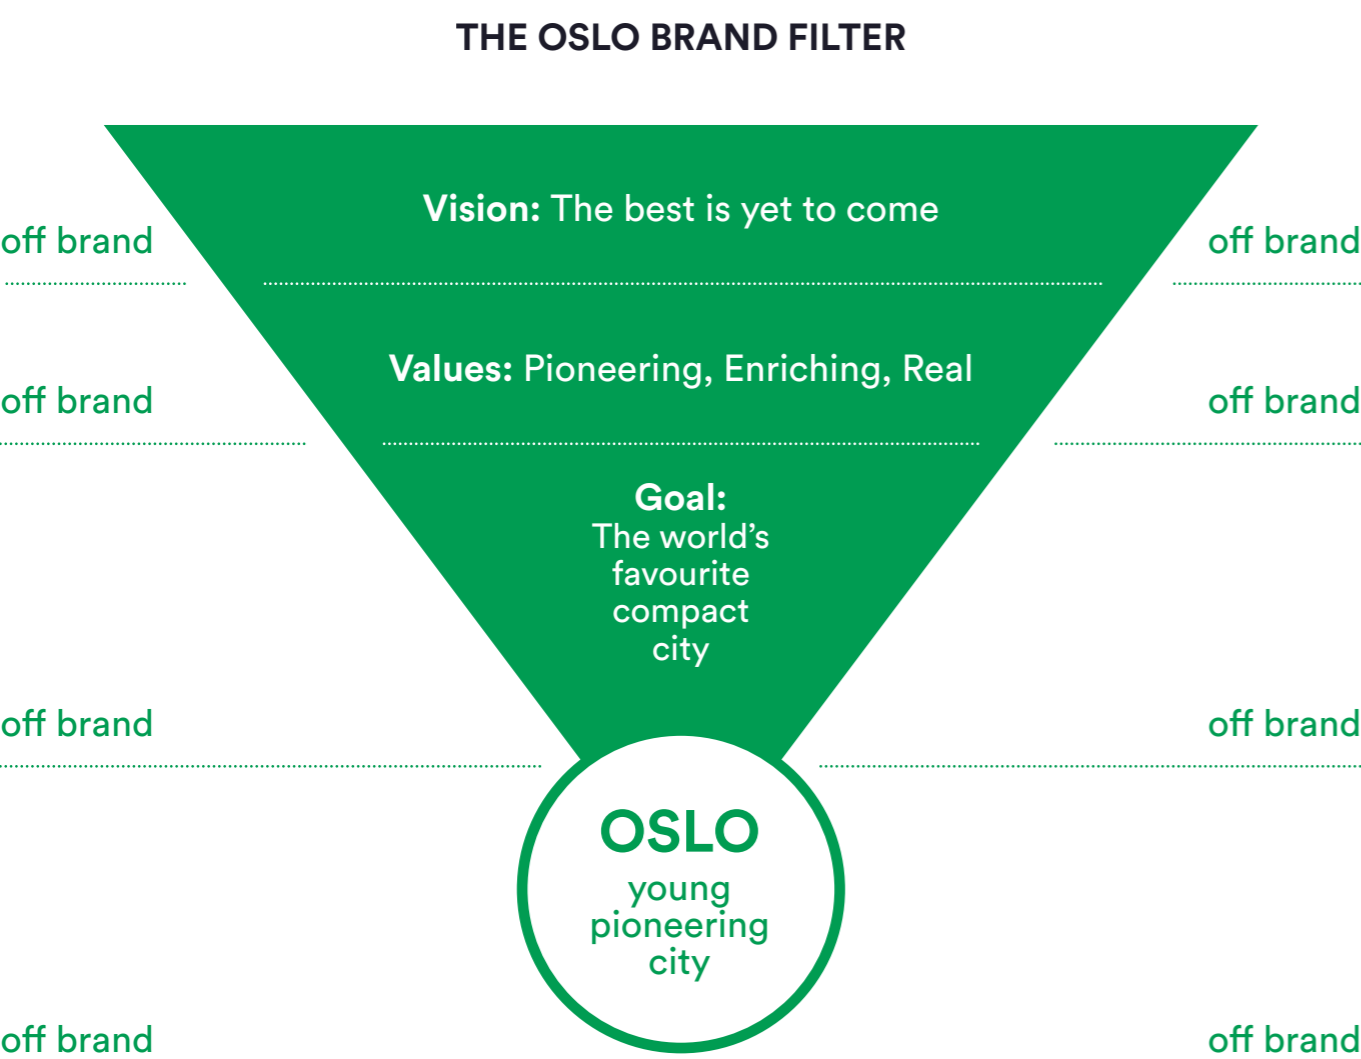 THE OSLO BRAND FILTER
Vision: The best is yet to come
off brand
off brand
Values: Pioneering, Enriching, Real
off brand
off brand
Goal:
The world’s
favourite
compact
city
off brand
off brand
OSLO
young
pioneering
city
off brand
off brand